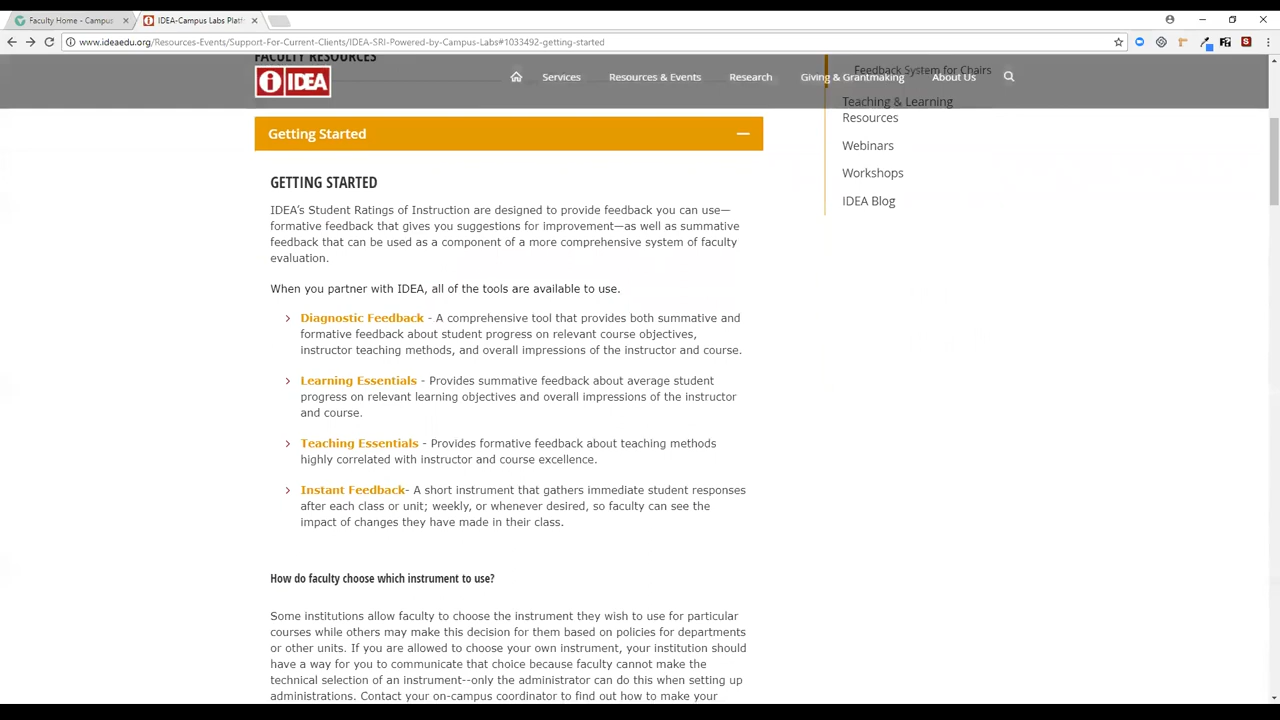 Faculty Home - Campus
IDEA-Campus Labs Platf
www.ideaedu.org/Resources-Events/Support-For-Current-Clients/IDEA-SRI-Powered-by-Campus-Labs#1033492-getting-started
FACULTY RESOURCES
i IDEA
Services
Resources & Events
Research
Giving & Grantmaking
About Us
Feedback System for Chairs
Teaching & Learning
Resources
Webinars
Workshops
IDEA Blog
Getting Started
GETTING STARTED
IDEA's Student Ratings of Instruction are designed to provide feedback you can use—
formative feedback that gives you suggestions for improvement—as well as summative
feedback that can be used as a component of a more comprehensive system of faculty
evaluation.
When you partner with IDEA, all of the tools are available to use.
Diagnostic Feedback - A comprehensive tool that provides both summative and
formative feedback about student progress on relevant course objectives,
instructor teaching methods, and overall impressions of the instructor and course.
Learning Essentials - Provides summative feedback about average student
progress on relevant learning objectives and overall impressions of the instructor
and course.
Teaching Essentials - Provides formative feedback about teaching methods
highly correlated with instructor and course excellence.
Instant Feedback- A short instrument that gathers immediate student responses
after each class or unit; weekly, or whenever desired, so faculty can see the
impact of changes they have made in their class.
How do faculty choose which instrument to use?
Some institutions allow faculty to choose the instrument they wish to use for particular
courses while others may make this decision for them based on policies for departments
or other units. If you are allowed to choose your own instrument, your institution should
have a way for you to communicate that choice because faculty cannot make the
technical selection of an instrument--only the administrator can do this when setting up
administrations. Contact your on-campus coordinator to find out how to make your